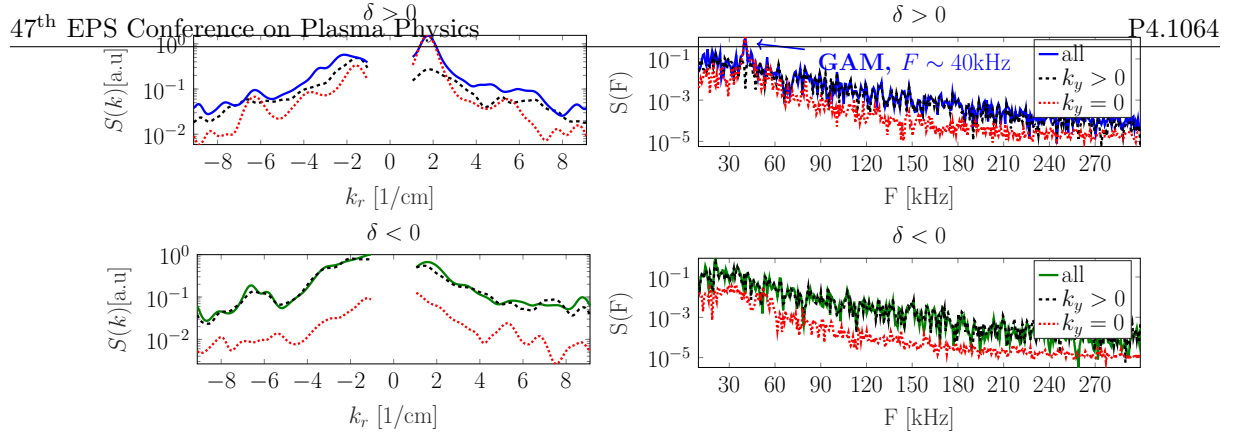 47th EPS Conference on Plasma Physics P4.1064
δ > 0
S(k)[a.u
10^0
10^{-1}
10^{-2}
−8 −6 −4 −2 0 2 4 6 8
k_r [1/cm]
δ > 0
S(F)
10^{-1}
10^{-3}
10^{-5}
GAM, F ∼ 40kHz
all
k_y > 0
k_y = 0
30 60 90 120 150 180 210 240 270
F [kHz]
δ < 0
S(k)[a.u
10^0
10^{-1}
10^{-2}
−8 −6 −4 −2 0 2 4 6 8
k_r [1/cm]
δ < 0
S(F)
10^{-1}
10^{-3}
10^{-5}
all
k_y > 0
k_y = 0
30 60 90 120 150 180 210 240 270
F [kHz]